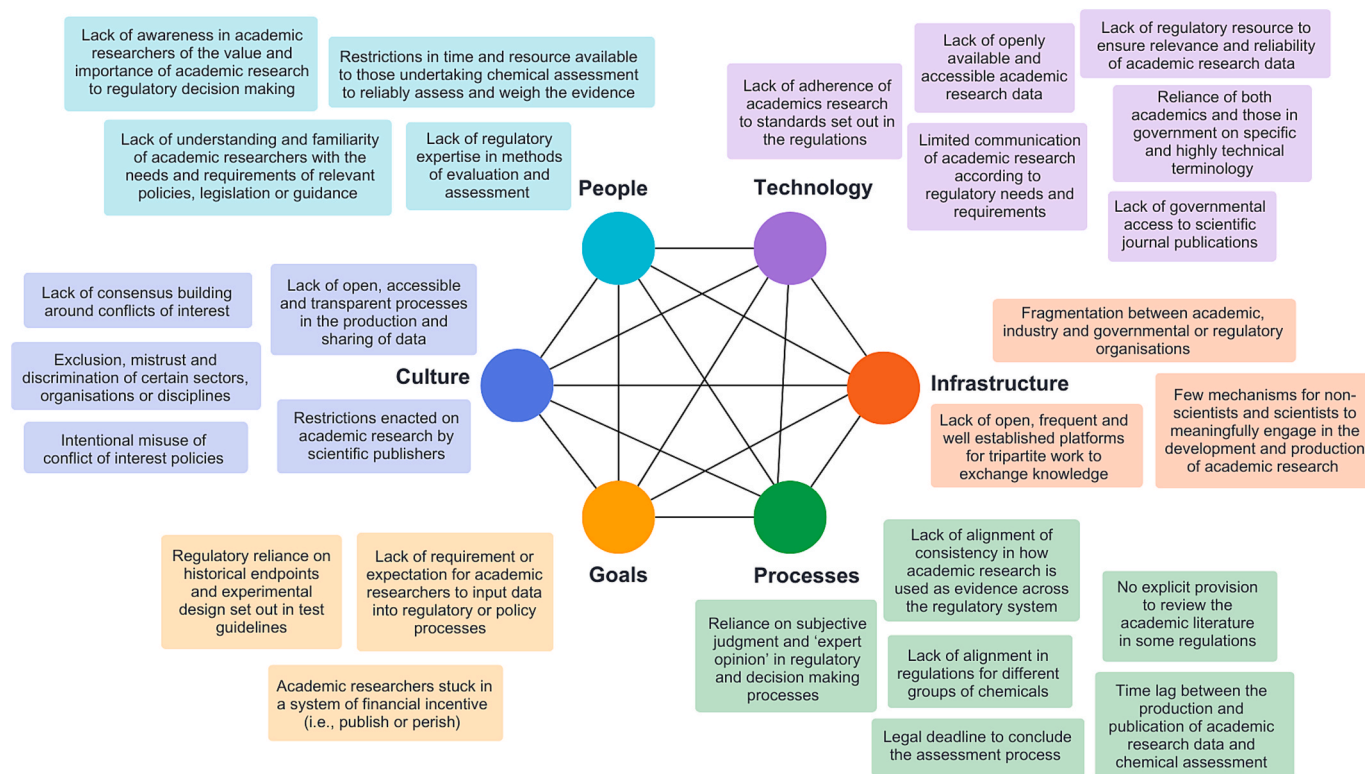 Lack of awareness in academic
researchers of the value and
importance of academic research
to regulatory decision making
Restrictions in time and resource available
to those undertaking chemical assessment
to reliably assess and weigh the evidence
Lack of understanding and familiarity
of academic researchers with the
needs and requirements of relevant
policies, legislation or guidance
Lack of regulatory
expertise in methods
of evaluation and
assessment
People
Lack of adherence of
academics research
to standards set out in
the regulations
Lack of openly
available and
accessible academic
research data
Lack of regulatory resource to
ensure relevance and reliability
of academic research data
Limited communication
of academic research
according to
regulatory needs and
requirements
Reliance of both
academics and those in
government on specific
and highly technical
terminology
Lack of governmental
access to scientific
journal publications
Technology
Lack of consensus building
around conflicts of interest
Lack of open, accessible
and transparent processes
in the production and
sharing of data
Exclusion, mistrust and
discrimination of certain sectors,
organisations or disciplines
Culture
Intentional misuse of
conflict of interest policies
Restrictions enacted on
academic research by
scientific publishers
Fragmentation between academic,
industry and governmental or regulatory
organisations
Infrastructure
Lack of open, frequent and
well established platforms
for tripartite work to
exchange knowledge
Few mechanisms for non-
scientists and scientists to
meaningfully engage in the
development and production
of academic research
Goals
Regulatory reliance on
historical endpoints
and experimental
design set out in test
guidelines
Lack of requirement or
expectation for academic
researchers to input data
into regulatory or policy
processes
Academic researchers stuck in
a system of financial incentive
(i.e., publish or perish)
Processes
Lack of alignment of
consistency in how
academic research is
used as evidence across
the regulatory system
No explicit provision
to review the
academic literature
in some regulations
Reliance on subjective
judgment and ‘expert
opinion’ in regulatory
and decision making
processes
Lack of alignment in
regulations for different
groups of chemicals
Legal deadline to conclude
the assessment process
Time lag between the
production and
publication of academic
research data and
chemical assessment